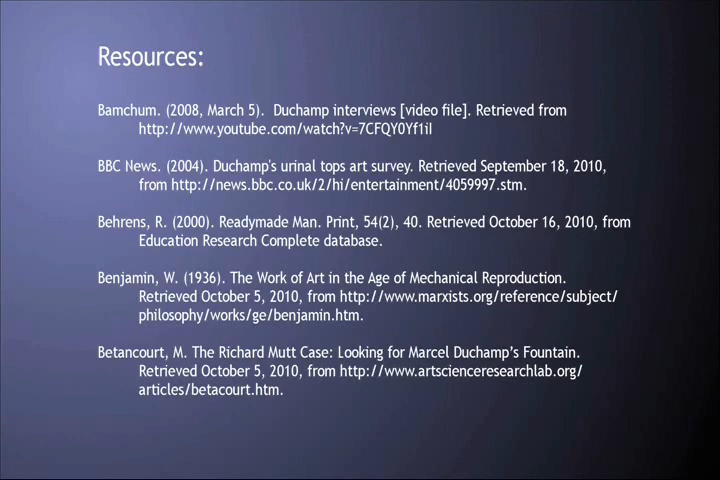 Resources:
Bamchum. (2008, March 5).  Duchamp interviews [video file]. Retrieved from
http://www.youtube.com/watch?v=7CFQY0Yf1iI
BBC News. (2004). Duchamp's urinal tops art survey. Retrieved September 18, 2010,
from http://news.bbc.co.uk/2/hi/entertainment/4059997.stm.
Behrens, R. (2000). Readymade Man. Print, 54(2), 40. Retrieved October 16, 2010, from
Education Research Complete database.
Benjamin, W. (1936). The Work of Art in the Age of Mechanical Reproduction.
Retrieved October 5, 2010, from http://www.marxists.org/reference/subject/
philosophy/works/ge/benjamin.htm.
Betancourt, M. The Richard Mutt Case: Looking for Marcel Duchamp’s Fountain.
Retrieved October 5, 2010, from http://www.artscienceresearchlab.org/
articles/betacourt.htm.